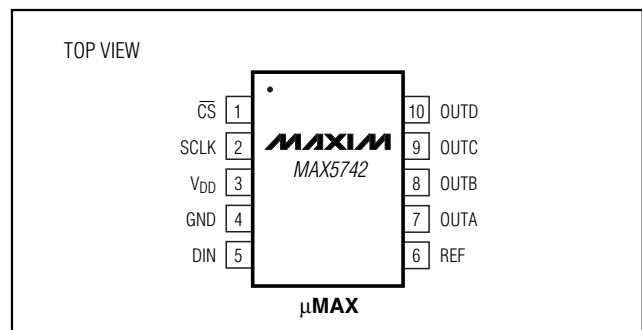 TOP VIEW
C̅S̅ 1
SCLK 2
VDD 3
GND 4
DIN 5
MAXIM
MAX5742
10 OUTD
9 OUTC
8 OUTB
7 OUTA
6 REF
µMAX